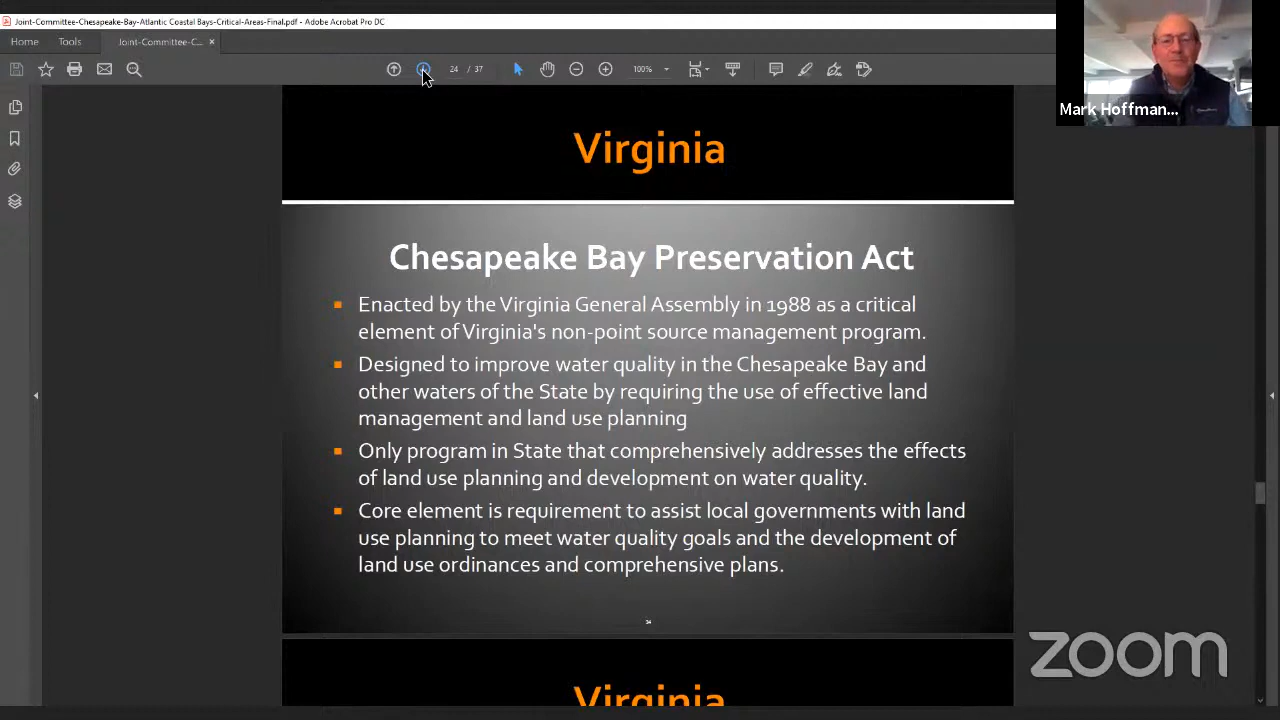 Joint-Committee-Chesapeake-Bay-Atlantic Coastal Bays-Critical-Areas-Final.pdf - Adobe Acrobat Pro DC
Home
Tools
Joint-Committee-C... ×
24 / 37
100%
Mark Hoffman...
Virginia
Chesapeake Bay Preservation Act
Enacted by the Virginia General Assembly in 1988 as a critical
element of Virginia's non-point source management program.
Designed to improve water quality in the Chesapeake Bay and
other waters of the State by requiring the use of effective land
management and land use planning
Only program in State that comprehensively addresses the effects
of land use planning and development on water quality.
Core element is requirement to assist local governments with land
use planning to meet water quality goals and the development of
land use ordinances and comprehensive plans.
zoom
Virginia